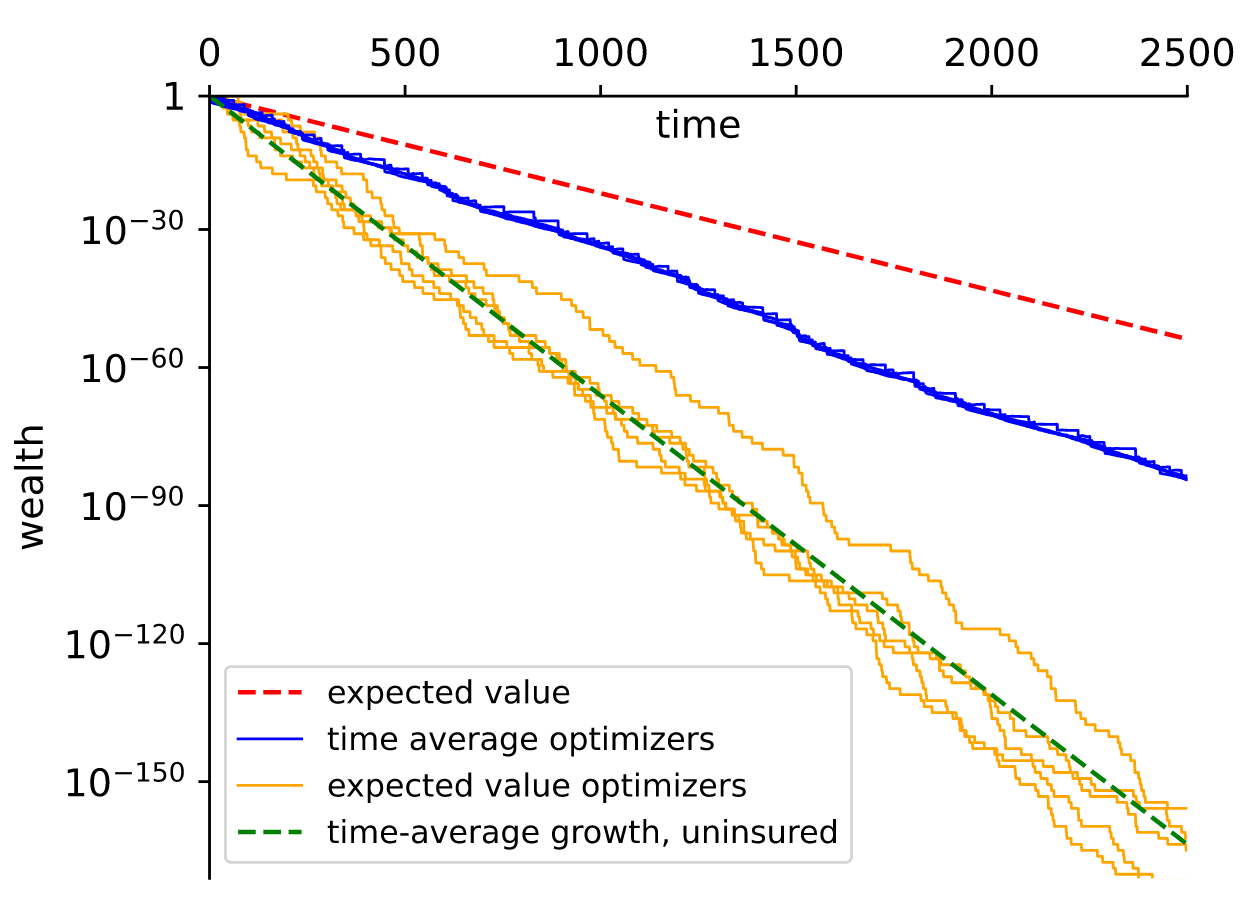 0 500 1000 1500 2000 2500
time
1
10⁻³⁰
10⁻⁶⁰
10⁻⁹⁰
10⁻¹²⁰
10⁻¹⁵⁰
wealth
expected value
time average optimizers
expected value optimizers
time-average growth, uninsured